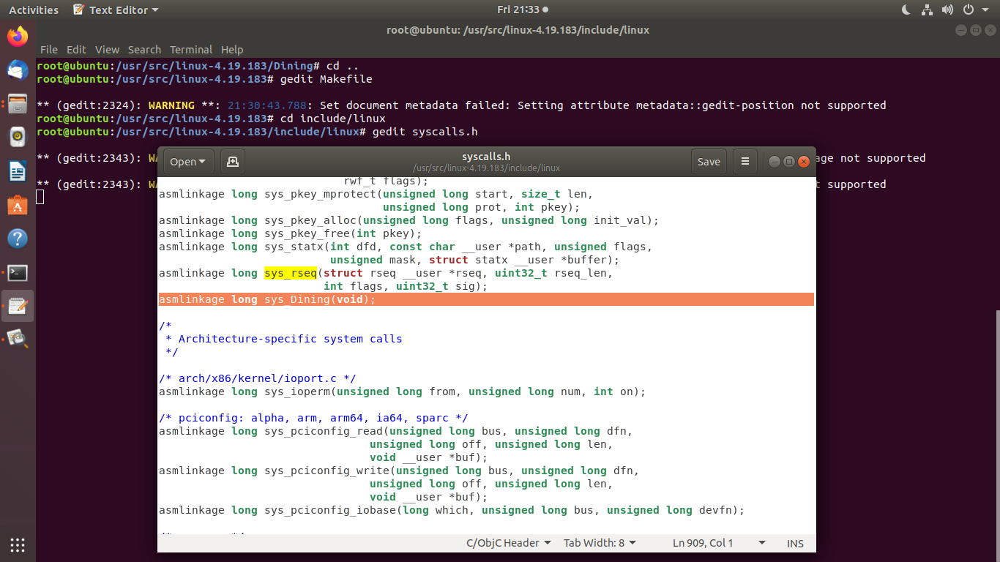 Activities Text Editor Fri 21:33
root@ubuntu: /usr/src/linux-4.19.183/include/linux
File Edit View Search Terminal Help
root@ubuntu:/usr/src/linux-4.19.183/Dining# cd ..
root@ubuntu:/usr/src/linux-4.19.183# gedit Makefile
** (gedit:2324): WARNING **: 21:30:43.788: Set document metadata failed: Setting attribute metadata::gedit-position not supported
root@ubuntu:/usr/src/linux-4.19.183# cd include/linux
root@ubuntu:/usr/src/linux-4.19.183/include/linux# gedit syscalls.h
** (gedit:2343): WA ge not supported
** (gedit:2343): WA t supported
Open syscalls.h Save
/usr/src/linux-4.19.183/include/linux
rwf_t flags);
asmlinkage long sys_pkey_mprotect(unsigned long start, size_t len,
unsigned long prot, int pkey);
asmlinkage long sys_pkey_alloc(unsigned long flags, unsigned long init_val);
asmlinkage long sys_pkey_free(int pkey);
asmlinkage long sys_statx(int dfd, const char __user *path, unsigned flags,
unsigned mask, struct statx __user *buffer);
asmlinkage long sys_rseq(struct rseq __user *rseq, uint32_t rseq_len,
int flags, uint32_t sig);
asmlinkage long sys_Dining(void);
/*
* Architecture-specific system calls
*/
/* arch/x86/kernel/ioport.c */
asmlinkage long sys_ioperm(unsigned long from, unsigned long num, int on);
/* pciconfig: alpha, arm, arm64, ia64, sparc */
asmlinkage long sys_pciconfig_read(unsigned long bus, unsigned long dfn,
unsigned long off, unsigned long len,
void __user *buf);
asmlinkage long sys_pciconfig_write(unsigned long bus, unsigned long dfn,
unsigned long off, unsigned long len,
void __user *buf);
asmlinkage long sys_pciconfig_iobase(long which, unsigned long bus, unsigned long devfn);
C/ObjC Header Tab Width: 8 Ln 909, Col 1 INS